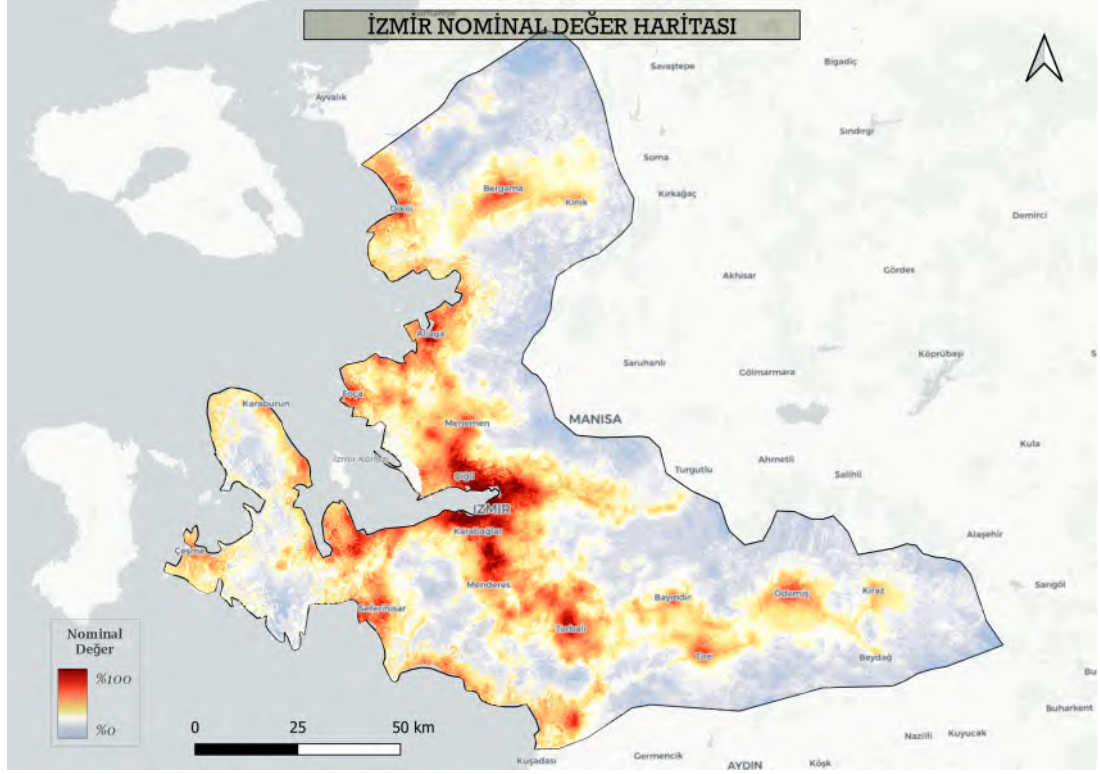 İZMİR NOMİNAL DEĞER HARİTASI
Savaştepe
Bigadiç
Ayvalık
Sındırgı
Soma
Kırkağaç
Bergama
Kınık
Dikili
Demirci
Akhisar
Gördes
Aliağa
Köprübaşı
Saruhanlı
Gölmarmara
Foça
Karaburun
MANISA
Menemen
Kula
İzmir Körfezi
Turgutlu
Ahmetli
Salihli
Çiğli
IZMIR
Karabağlar
Alaşehir
Çeşme
Menderes
Sarıgöl
Seferihisar
Bayındır
Ödemiş
Kiraz
Torbalı
Tire
Beydağ
Nominal
Değer
%100
%0
0 25 50 km
Buharkent
Kuşadası
Germencik
AYDIN
Köşk
Nazilli
Kuyucak